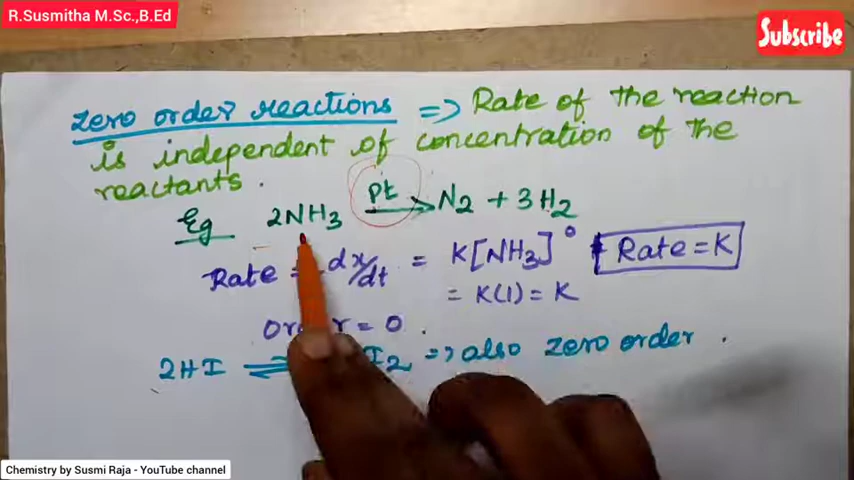 R.Susmitha M.Sc.,B.Ed
Subscribe
zero order reactions => Rate of the reaction
is independent of concentration of the
reactants.
Eg 2NH3 Pt → N2 + 3H2
Rate = dx/dt = K[NH3]⁰ Rate = K
= K(1) = K
Order = 0.
2HI ⇌ I2 => also zero order.
Chemistry by Susmi Raja - YouTube channel